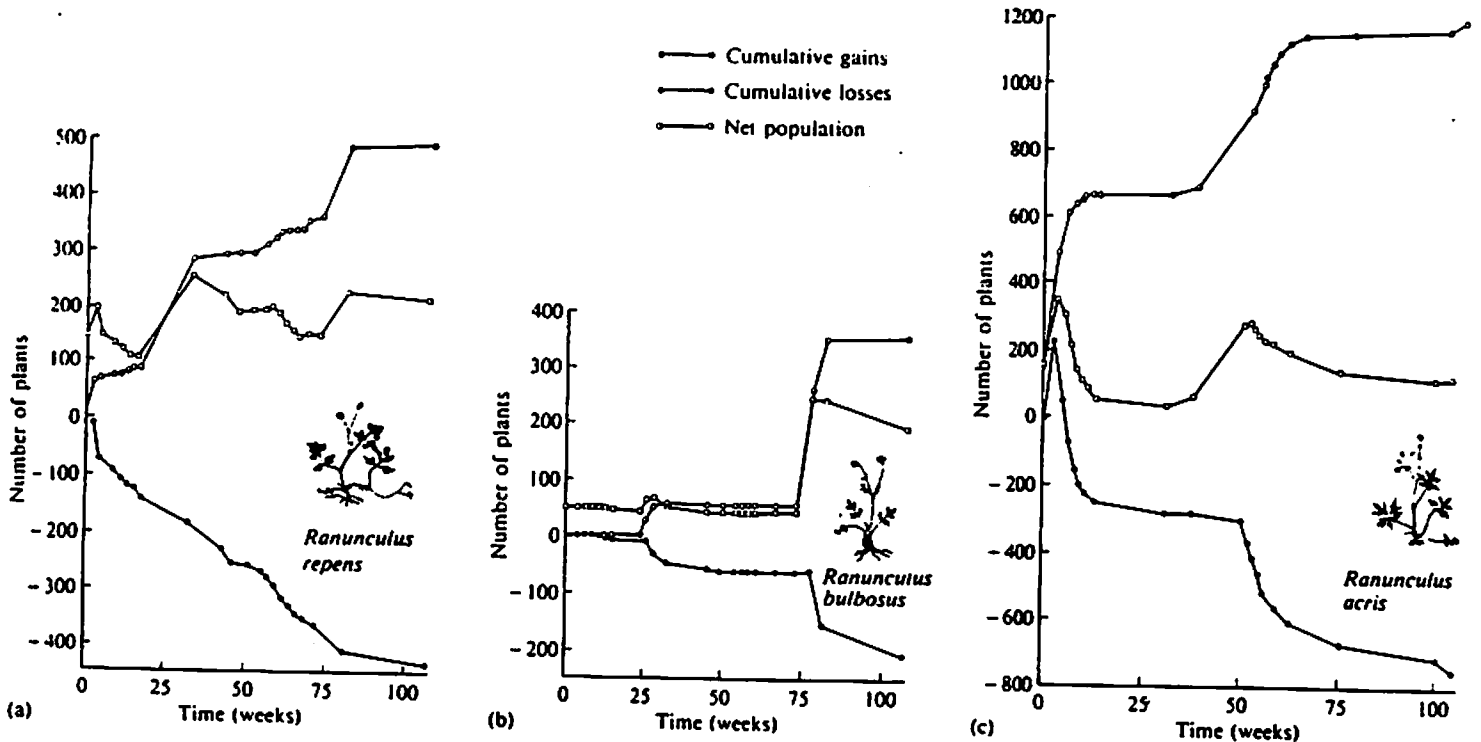 Cumulative gains
Cumulative losses
Net population
500
400
300
200
100
0
- 100
- 200
- 300
- 400
Number of plants
Ranunculus
repens
0 25 50 75 100
Time (weeks)
(a)
400
300
200
100
0
- 100
- 200
Number of plants
Ranunculus
bulbosus
0 25 50 75 100
Time (weeks)
(b)
1200
1000
800
600
400
200
0
- 200
- 400
- 600
- 800
Number of plants
Ranunculus
acris
0 25 50 75 100
Time (weeks)
(c)